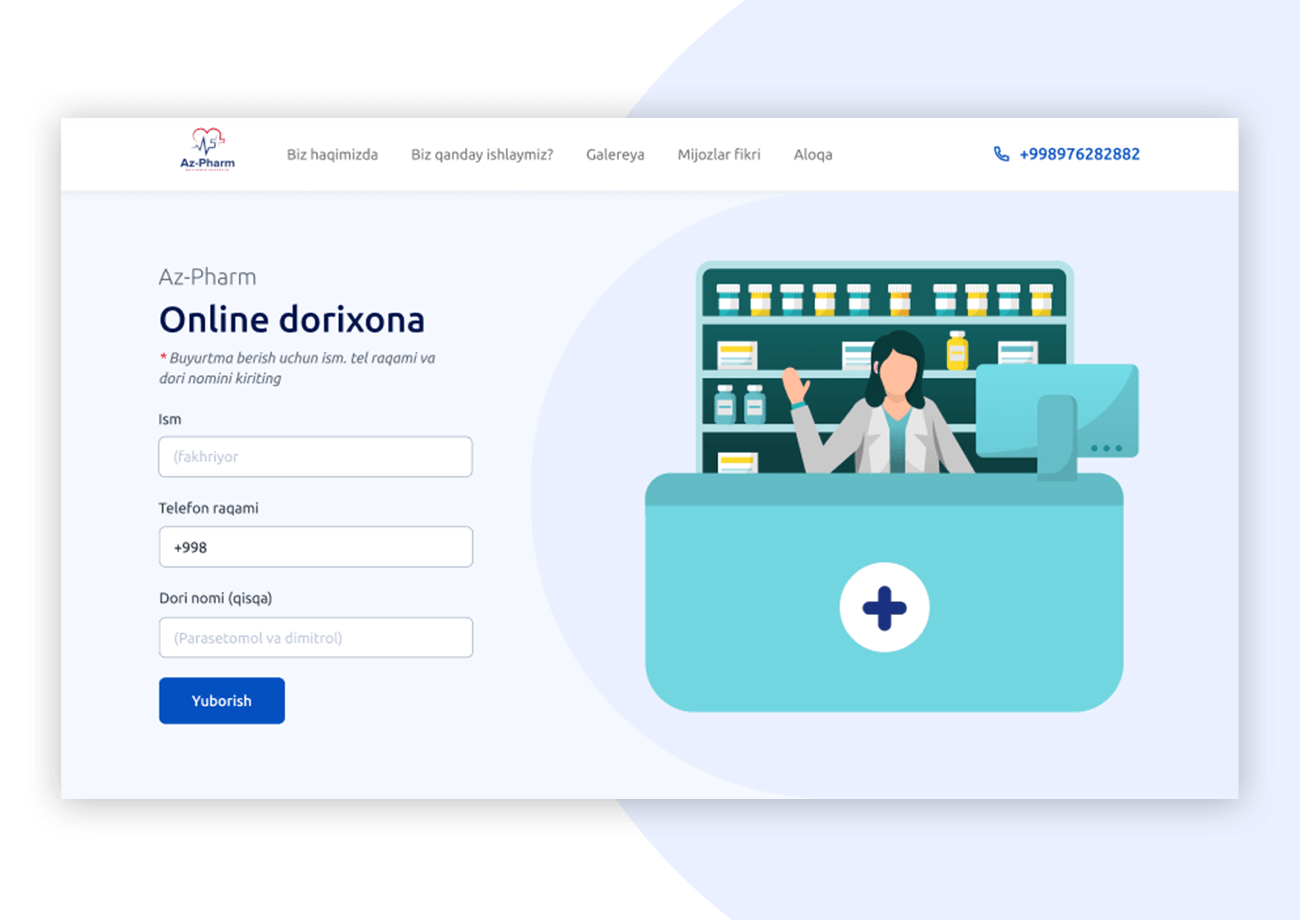 Az-Pharm
Biz haqimizda
Biz qanday ishlaymiz?
Galereya
Mijozlar fikri
Aloqa
+998976282882
Az-Pharm
Online dorixona
* Buyurtma berish uchun ism. tel raqami va
dori nomini kiriting
Ism
(fakhriyor
Telefon raqami
+998
Dori nomi (qisqa)
(Parasetomol va dimitrol)
Yuborish